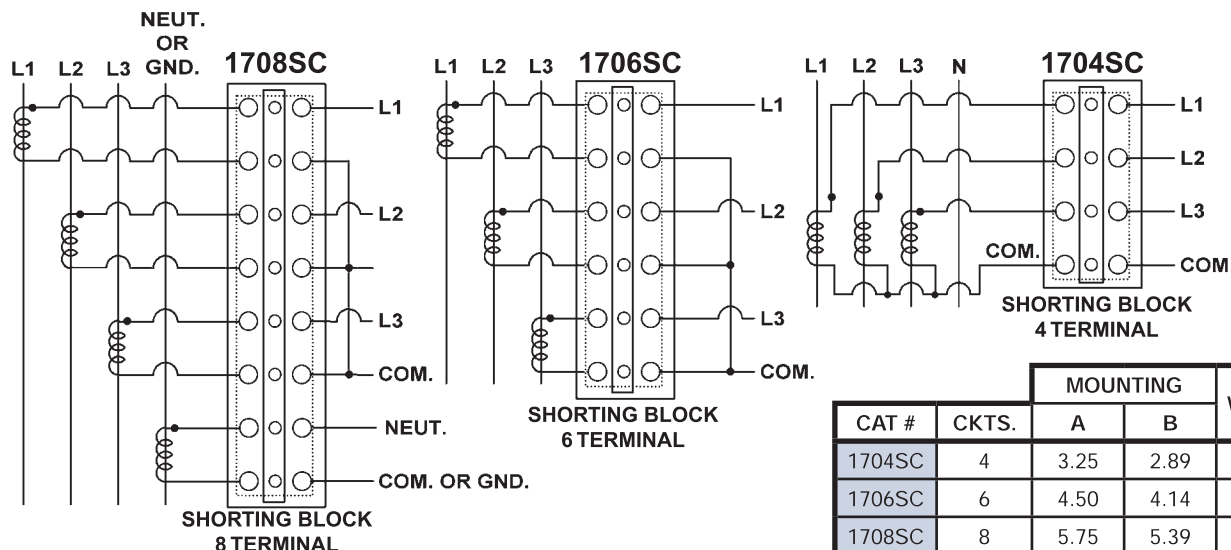 NEUT.
OR
L1 L2 L3 GND.
1708SC
L1
L2
L3
COM.
NEUT.
COM. OR GND.
SHORTING BLOCK
8 TERMINAL
L1 L2 L3
1706SC
L1
L2
L3
COM.
SHORTING BLOCK
6 TERMINAL
L1 L2 L3 N
1704SC
L1
L2
L3
COM.
COM
SHORTING BLOCK
4 TERMINAL
MOUNTING
CAT # CKTS. A B
1704SC 4 3.25 2.89
1706SC 6 4.50 4.14
1708SC 8 5.75 5.39